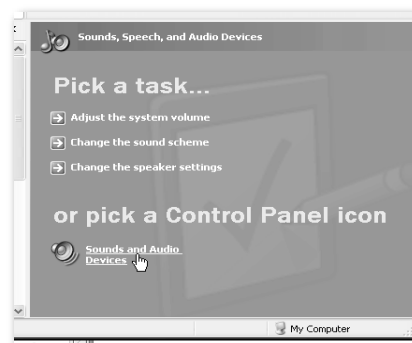 Sounds, Speech, and Audio Devices
Pick a task...
Adjust the system volume
Change the sound scheme
Change the speaker settings
or pick a Control Panel icon
Sounds and Audio
Devices
My Computer